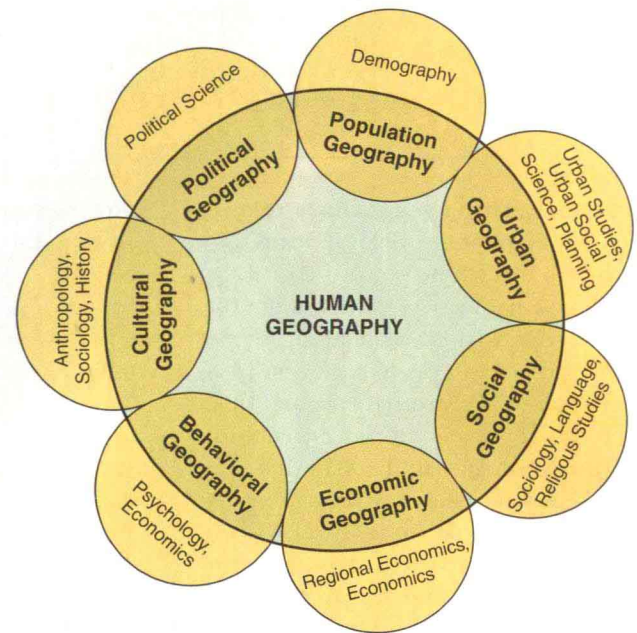 Demography
Population
Geography
Urban Studies,
Urban Social
Science, Planning
Urban
Geography
Sociology, Language,
Religous Studies
Social
Geography
Regional Economics,
Economics
Economic
Geography
Psychology,
Economics
Behavioral
Geography
Anthropology,
Sociology, History
Cultural
Geography
Political Science
Political
Geography
HUMAN
GEOGRAPHY